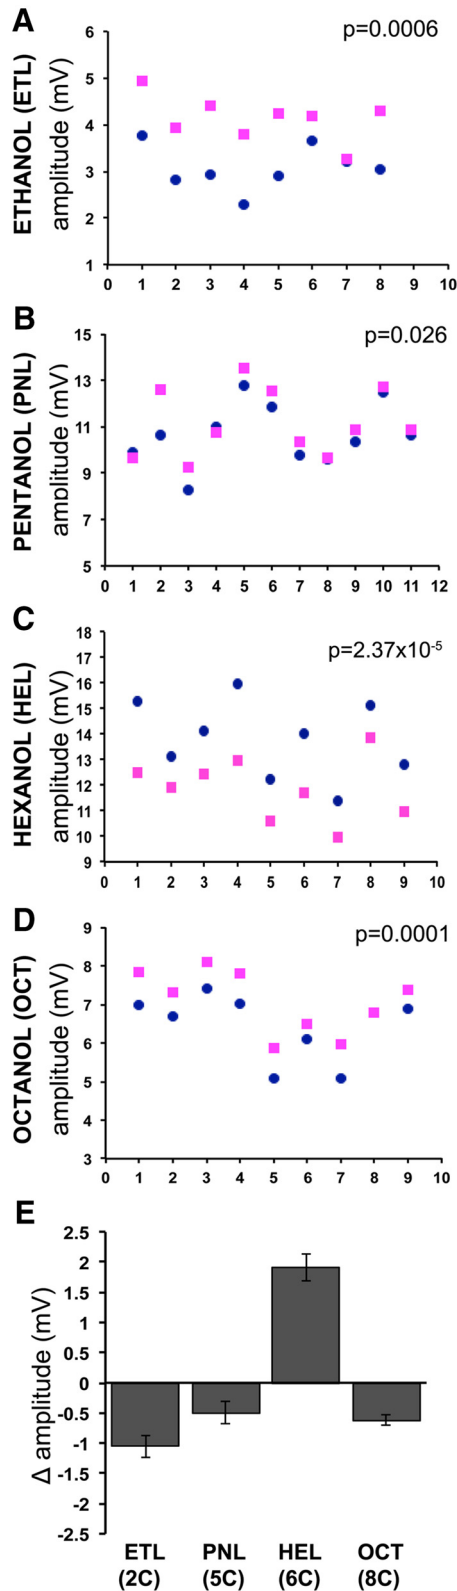 A
p=0.0006
ETHANOL (ETL)
amplitude (mV)
6
5
4
3
2
1
0 1 2 3 4 5 6 7 8 9 10
B
p=0.026
PENTANOL (PNL)
amplitude (mV)
15
13
11
9
7
5
0 1 2 3 4 5 6 7 8 9 10 11 12
C
p=2.37x10⁻⁵
HEXANOL (HEL)
amplitude (mV)
18
17
16
15
14
13
12
11
10
9
0 1 2 3 4 5 6 7 8 9 10
D
p=0.0001
OCTANOL (OCT)
amplitude (mV)
9
8
7
6
5
4
3
0 1 2 3 4 5 6 7 8 9 10
E
Δ amplitude (mV)
2.5
2
1.5
1
0.5
0
-0.5
-1
-1.5
-2
-2.5
ETL PNL HEL OCT
(2C) (5C) (6C) (8C)